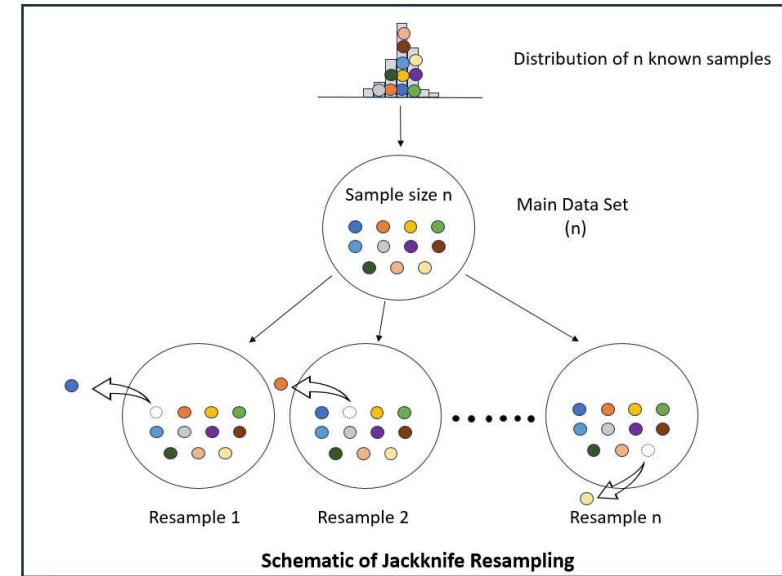 Distribution of n known samples
Sample size n
Main Data Set
(n)
Resample 1
Resample 2
Resample n
Schematic of Jackknife Resampling